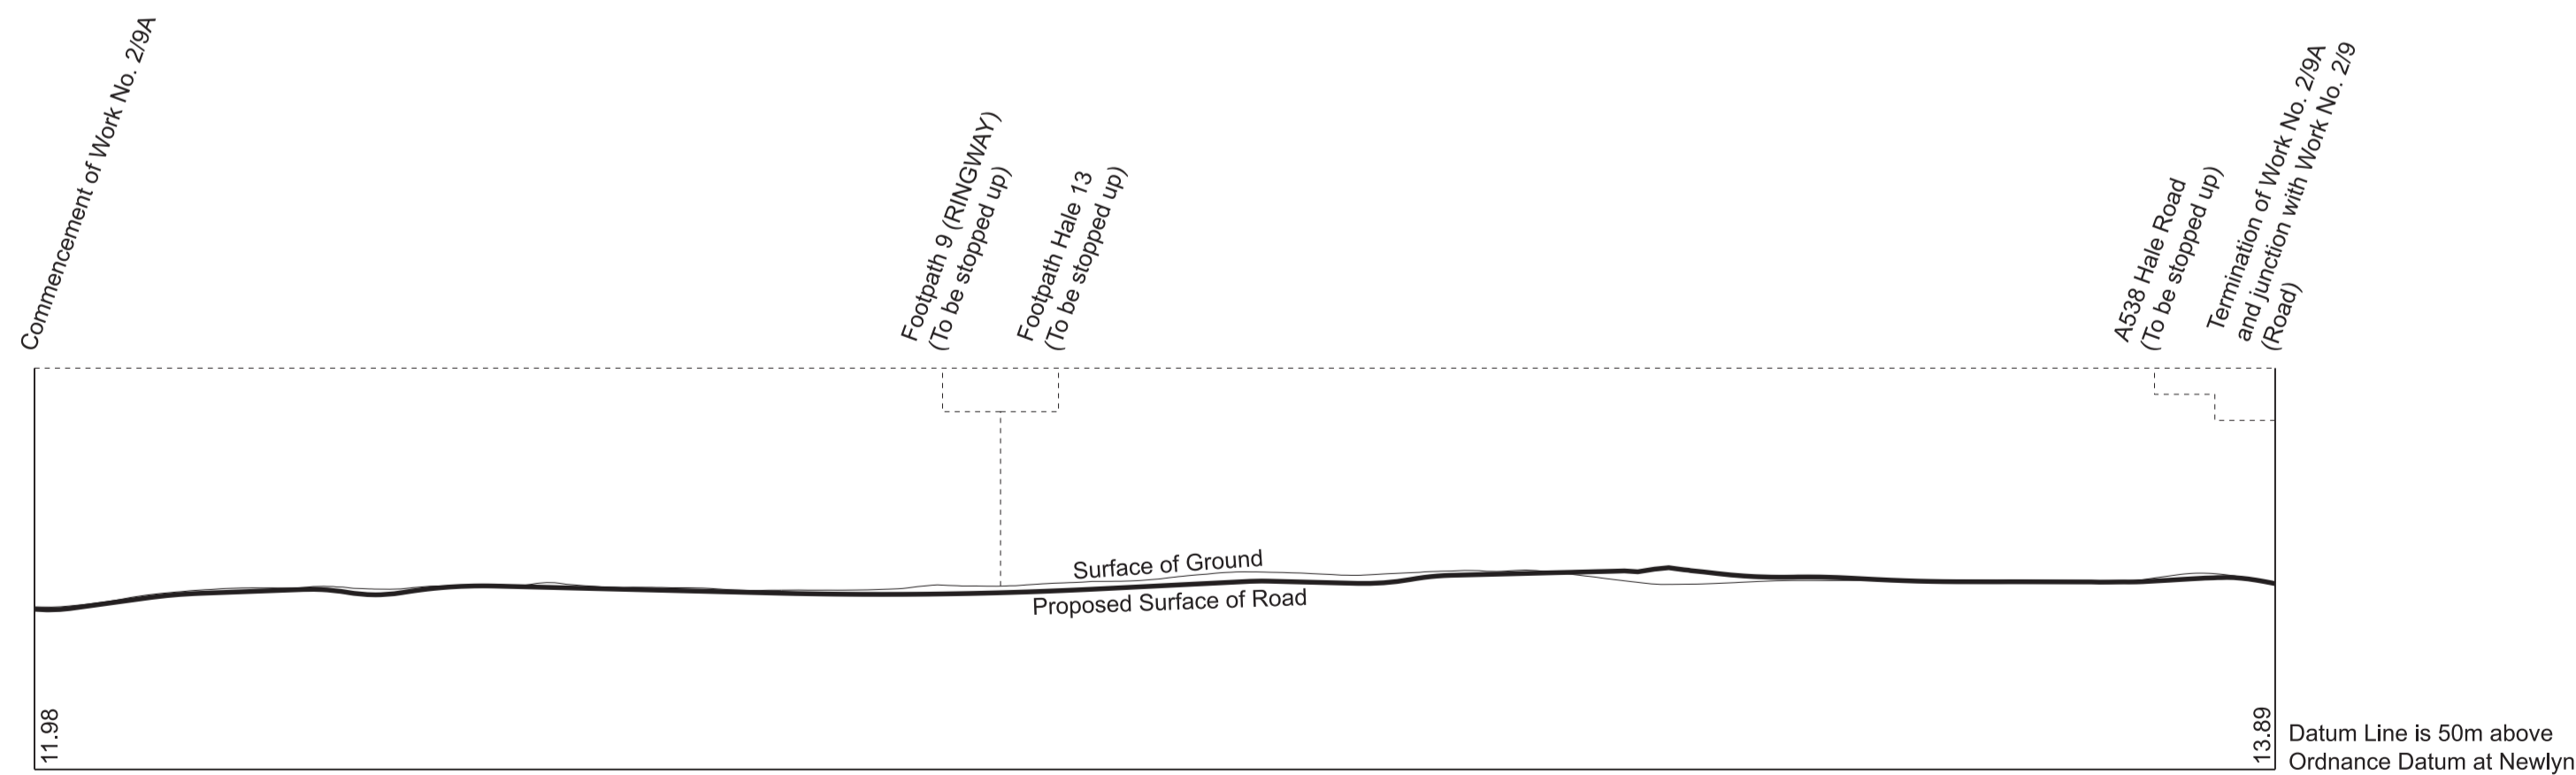 Commencement of Work No. 2/9A
Footpath 9 (RINGWAY)
(To be stopped up)
Footpath Hale 13
(To be stopped up)
A538 Hale Road
(To be stopped up)
Termination of Work No. 2/9A
and junction with Work No. 2/9
(Road)
Surface of Ground
Proposed Surface of Road
11.98
13.89
Datum Line is 50m above
Ordnance Datum at Newlyn